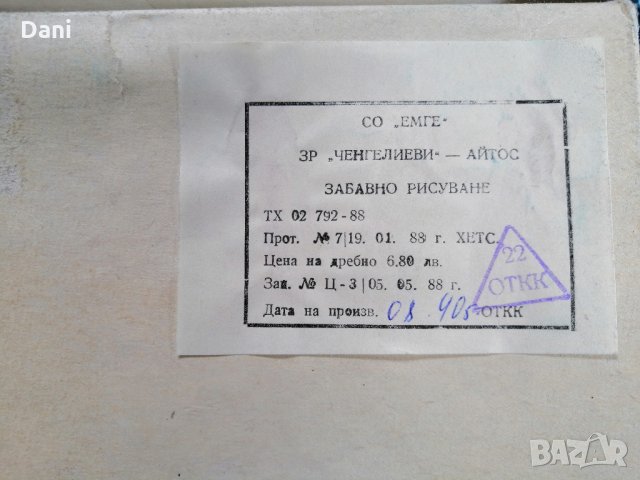 Dani
СО „ЕМГЕ"
ЗР „ЧЕНГЕЛИЕВИ" — АЙТОС
ЗАБАВНО РИСУВАНЕ
ТХ 02 792-88
Прот. № 7|19. 01. 88 г. ХЕТС.
Цена на дребно 6.80 лв.
Зак. № Ц-3|05. 05. 88 г.
22
ОТКК
Дата на произв. 08. 90г. ОТКК
BAZAR